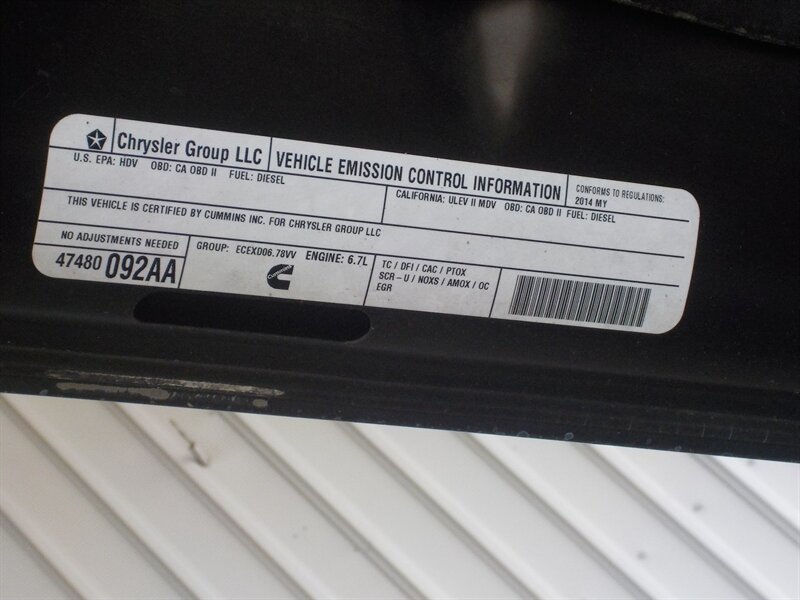 Chrysler Group LLC
VEHICLE EMISSION CONTROL INFORMATION
CONFORMS TO REGULATIONS:
2014 MY
U.S. EPA: HDV OBD: CA OBD II FUEL: DIESEL
CALIFORNIA: ULEV II MDV OBD: CA OBD II FUEL: DIESEL
THIS VEHICLE IS CERTIFIED BY CUMMINS INC. FOR CHRYSLER GROUP LLC
NO ADJUSTMENTS NEEDED
47480 092AA
GROUP: ECEXD06.78VV ENGINE: 6.7L
Cummins
TC / DFI / CAC / PTOX
SCR-U / NOXS / AMOX / OC
EGR